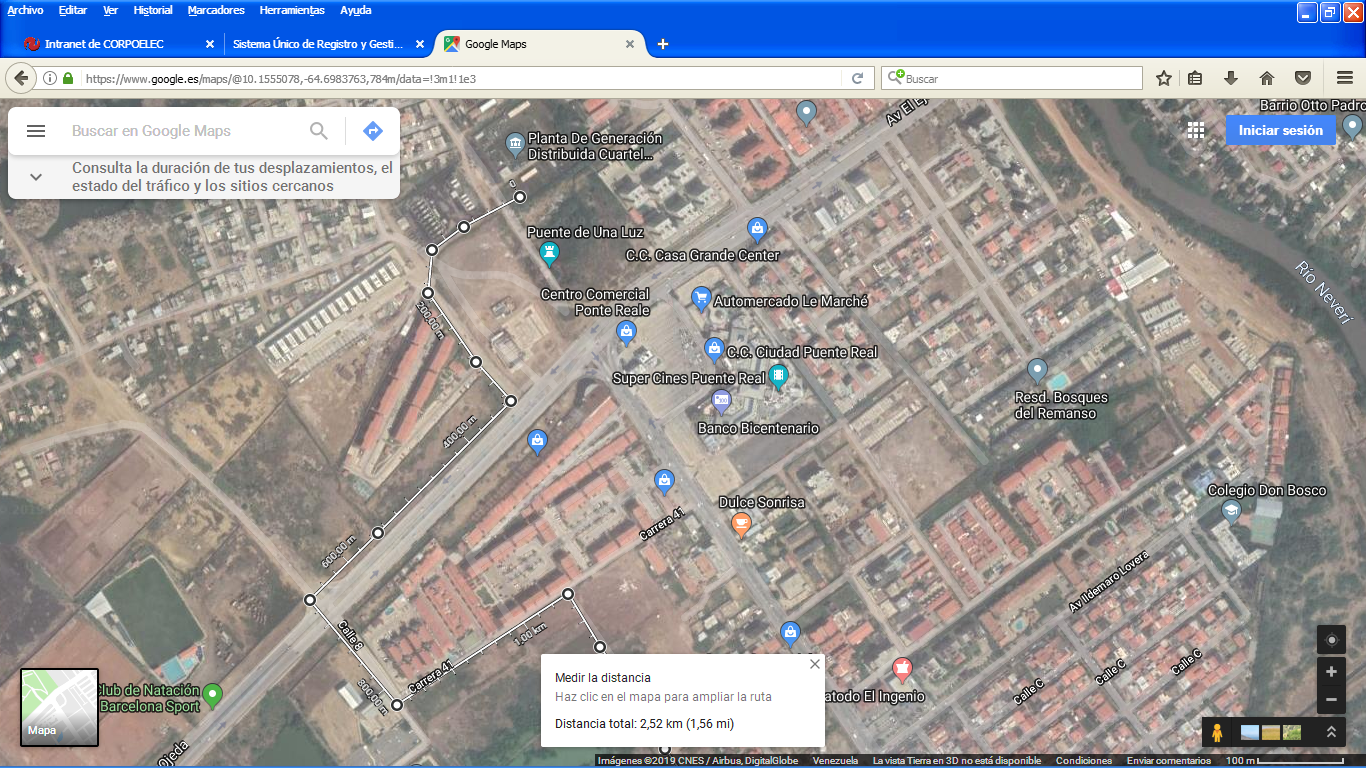 Archivo Editar Ver Historial Marcadores Herramientas Ayuda
Intranet de CORPOELEC
Sistema Único de Registro y Gesti...
Google Maps
https://www.google.es/maps/@10.1555078,-64.6983763,784m/data=!3m1!1e3
Buscar
Buscar en Google Maps
Consulta la duración de tus desplazamientos, el
estado del tráfico y los sitios cercanos
Iniciar sesión
Barrio Otto Padro
Planta De Generación
Distribuida Cuartel...
Puente de Una Luz
C.C. Casa Grande Center
Río Neverí
Centro Comercial
Ponte Reale
Automercado Le Marché
200,00 m
C.C. Ciudad Puente Real
Super Cines Puente Real
Resd. Bosques
del Remanso
Banco Bicentenario
400,00 m
Colegio Don Bosco
Dulce Sonrisa
Carrera 41
600,00 m
Av Ildemaro Lovera
Calle 8
1,00 km
Carrera 41
Calle C
Calle C
Calle C
Club de Natación
Barcelona Sport
atodo El Ingenio
Ojeda
Medir la distancia
Haz clic en el mapa para ampliar la ruta
Distancia total: 2,52 km (1,56 mi)
Mapa
Imágenes ©2019 CNES / Airbus, DigitalGlobe Venezuela La vista Tierra en 3D no está disponible Condiciones Enviar comentarios 100 m